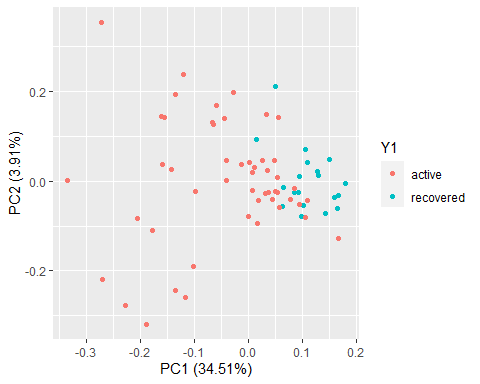 0.2
0.0
-0.2
PC2 (3.91%)
-0.3
-0.2
-0.1
0.0
0.1
0.2
PC1 (34.51%)
Y1
active
recovered